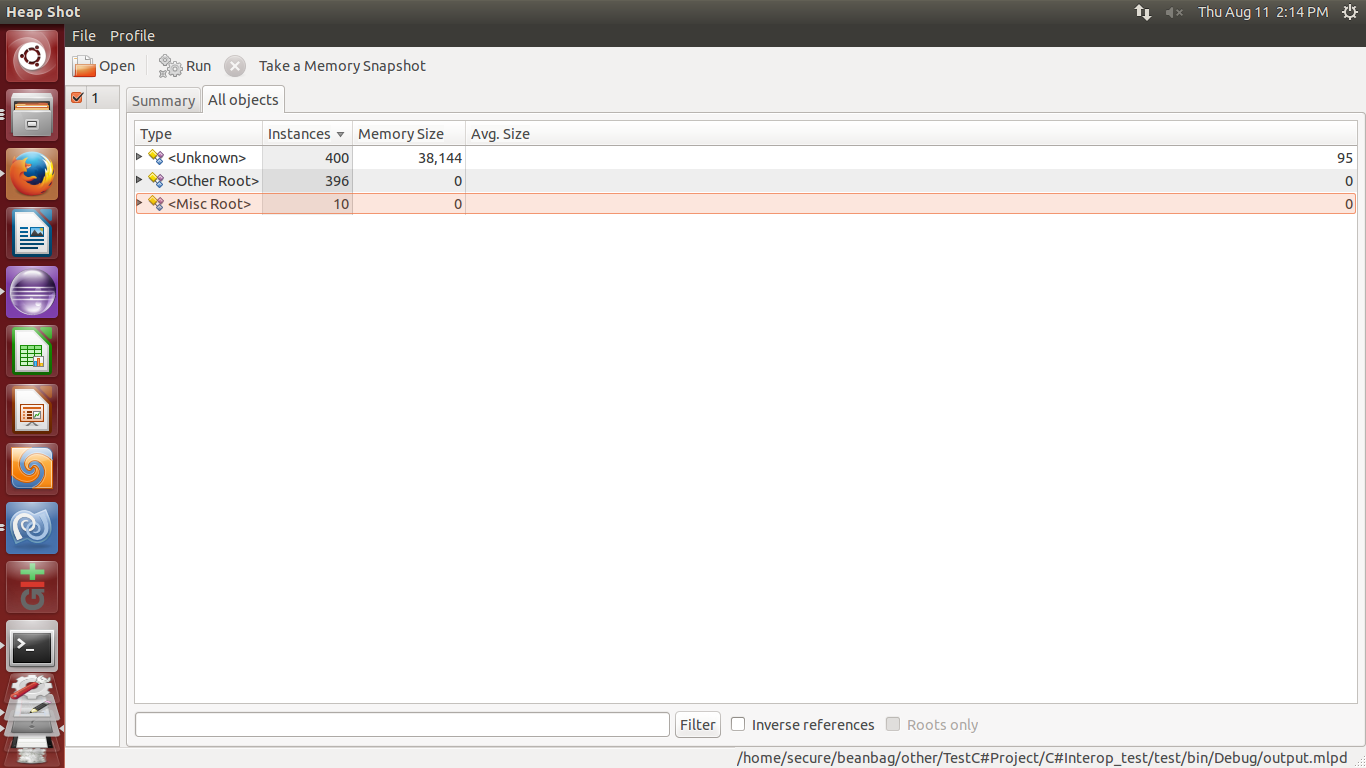 Heap Shot
Thu Aug 11 2:14 PM
File Profile
Open Run Take a Memory Snapshot
1
Summary All objects
Type Instances Memory Size Avg. Size
<Unknown> 400 38,144 95
<Other Root> 396 0 0
<Misc Root> 10 0 0
GIt
>_
Filter Inverse references Roots only
/home/secure/beanbag/other/TestC#Project/C#Interop_test/test/bin/Debug/output.mlpd